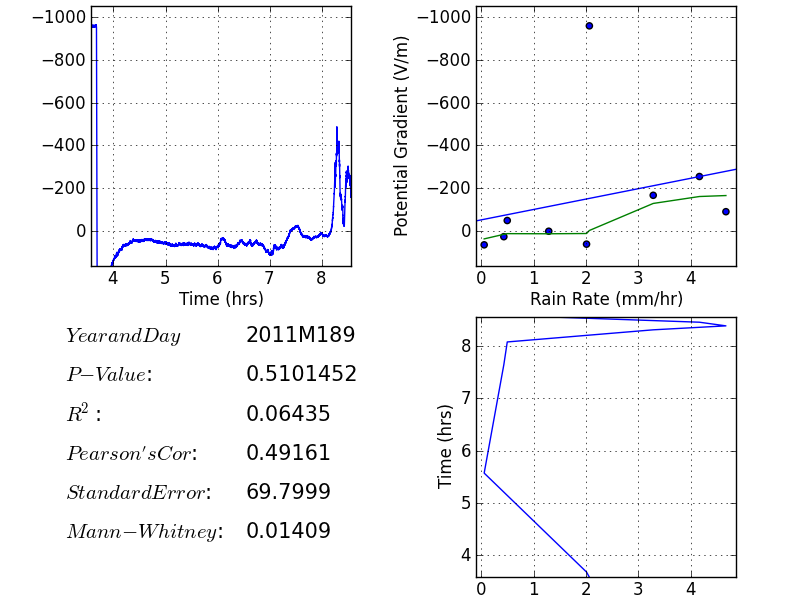 −1000
−800
−600
−400
−200
0
4 5 6 7 8
Time (hrs)
Potential Gradient (V/m)
−1000
−800
−600
−400
−200
0
0 1 2 3 4
Rain Rate (mm/hr)
YearandDay 2011M189
P−Value: 0.5101452
R²: 0.06435
Pearson'sCor: 0.49161
StandardError: 69.7999
Mann−Whitney: 0.01409
Time (hrs)
8
7
6
5
4
0 1 2 3 4